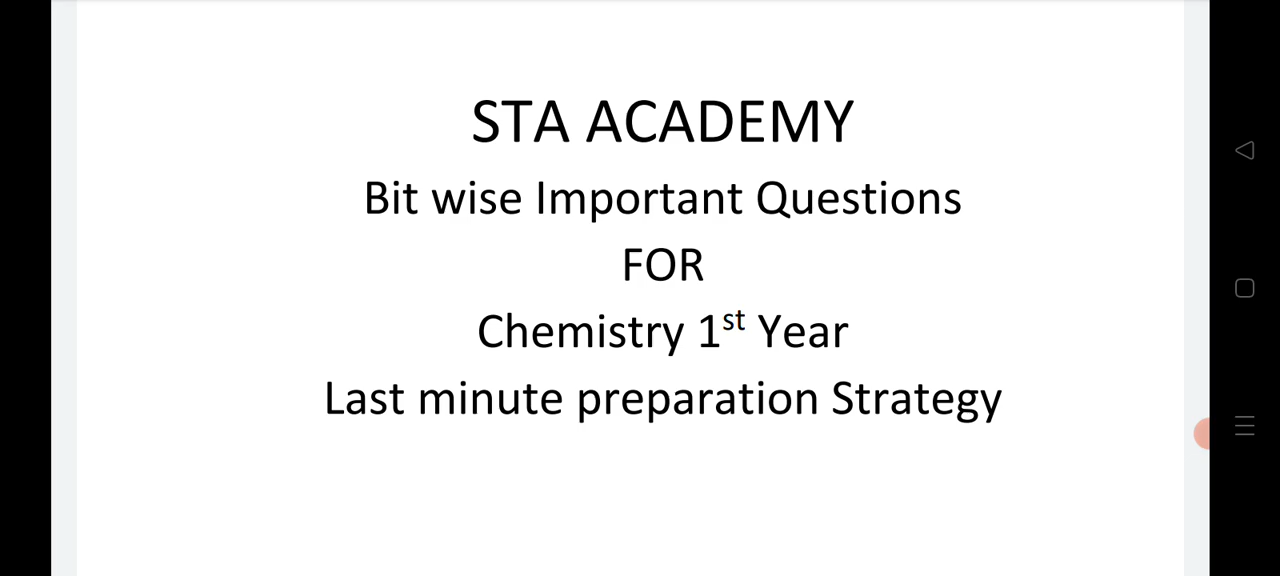 STA ACADEMY
Bit wise Important Questions
FOR
Chemistry 1st Year
Last minute preparation Strategy